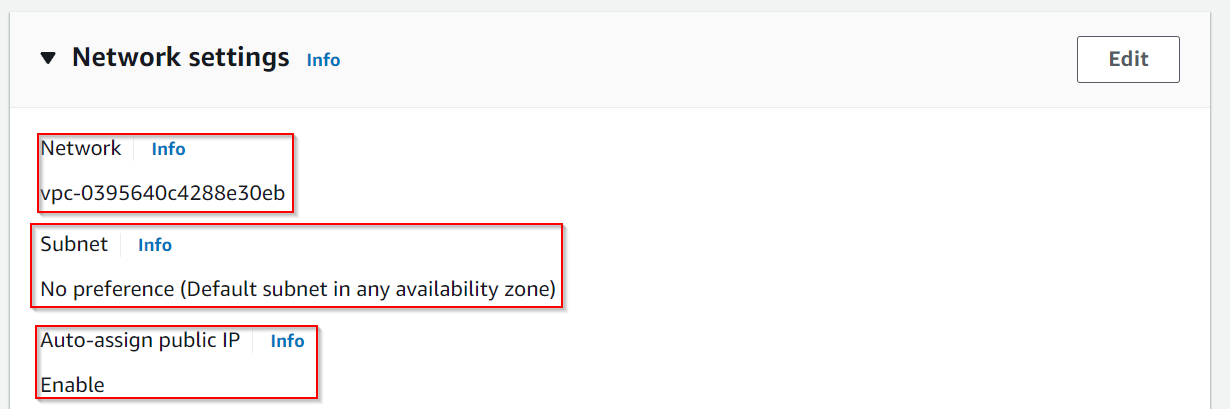 Network settings Info
Edit
Network Info
vpc-0395640c4288e30eb
Subnet Info
No preference (Default subnet in any availability zone)
Auto-assign public IP Info
Enable